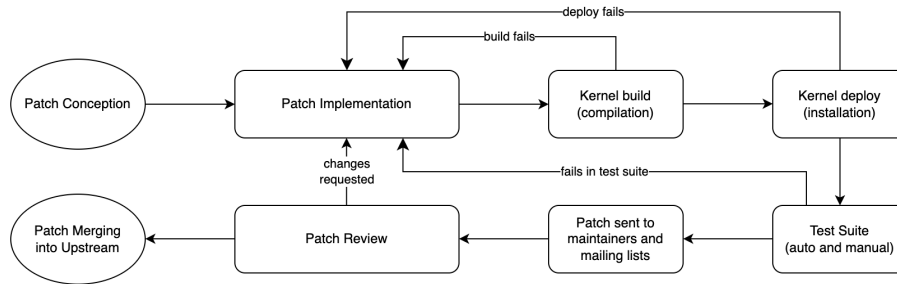 deploy fails
build fails
Patch Conception
Patch Implementation
Kernel build
(compilation)
Kernel deploy
(installation)
changes
requested
fails in test suite
Patch Merging
into Upstream
Patch Review
Patch sent to
maintainers and
mailing lists
Test Suite
(auto and manual)